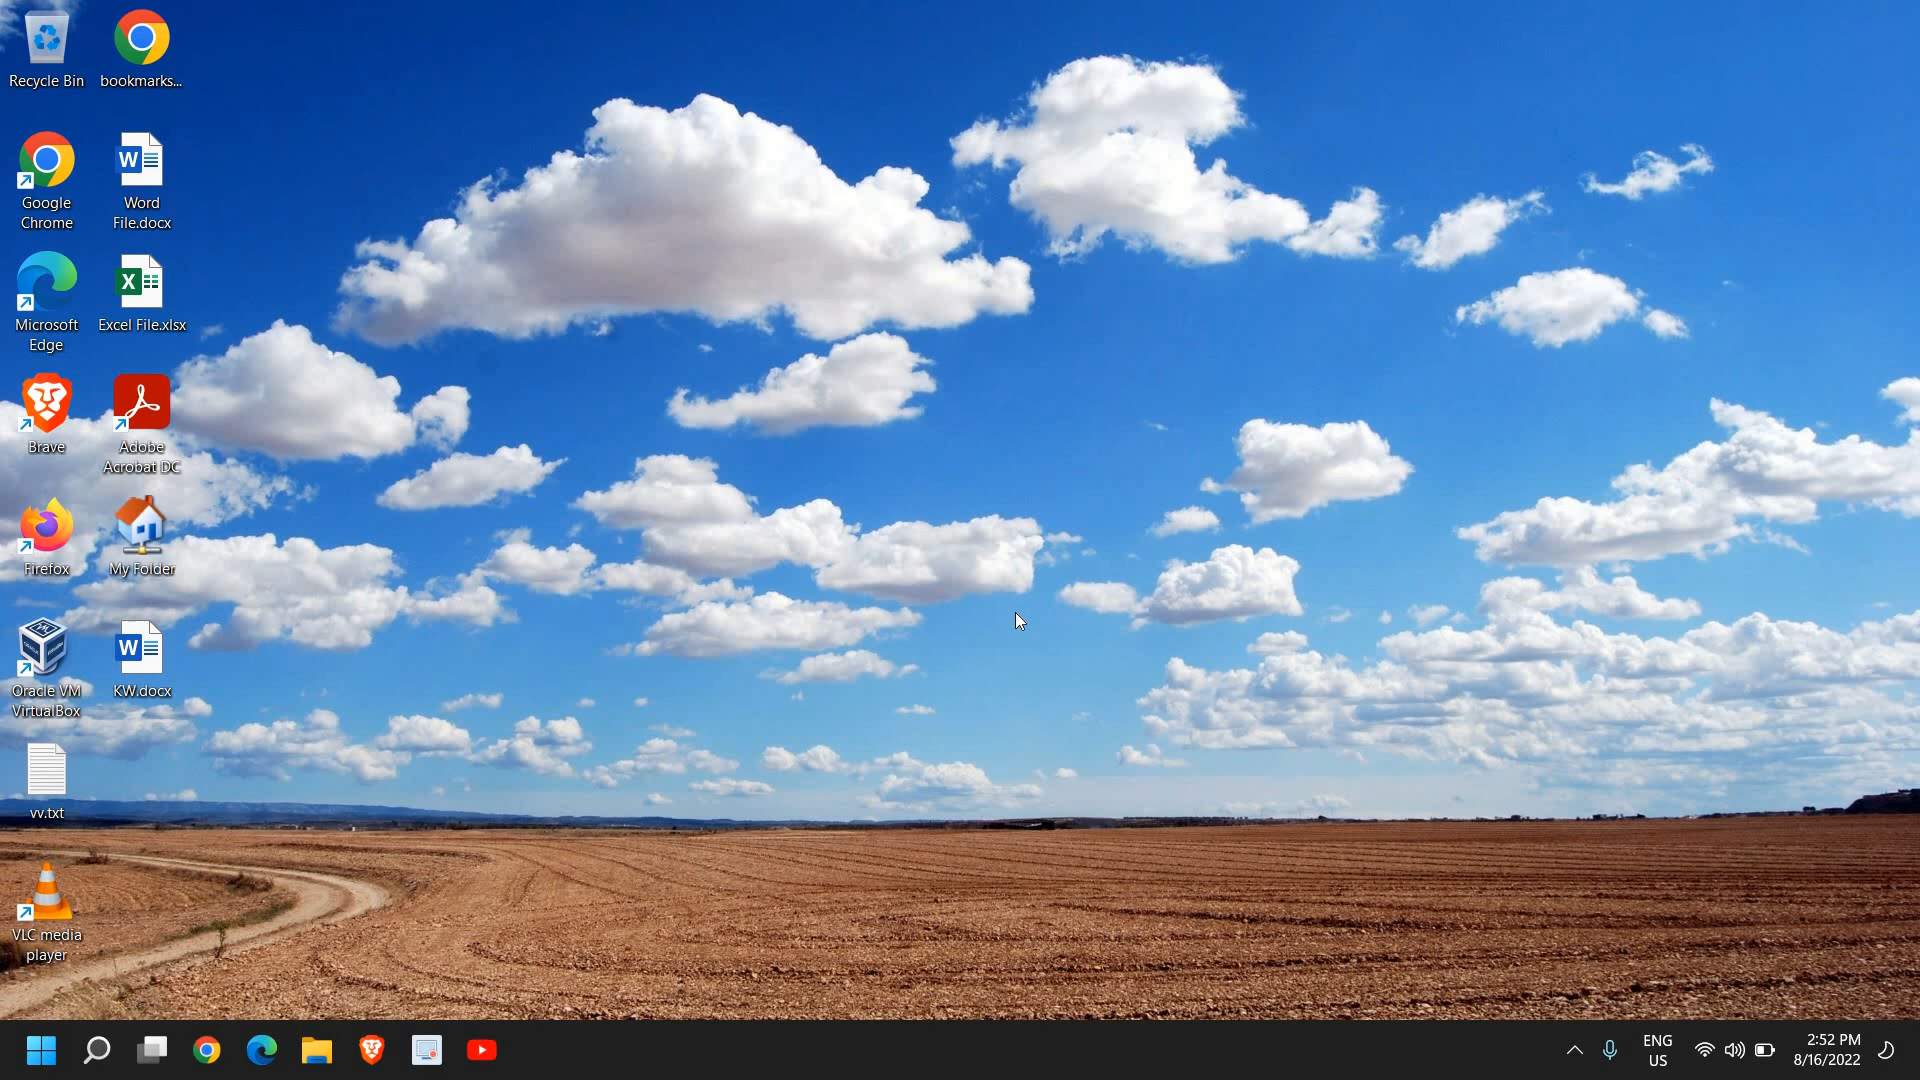 Recycle Bin
bookmarks...
Google
Chrome
Word
File.docx
Microsoft
Edge
Excel File.xlsx
Brave
Adobe
Acrobat DC
Firefox
My Folder
Oracle VM
VirtualBox
KW.docx
vv.txt
VLC media
player
ENG
US
2:52 PM
8/16/2022